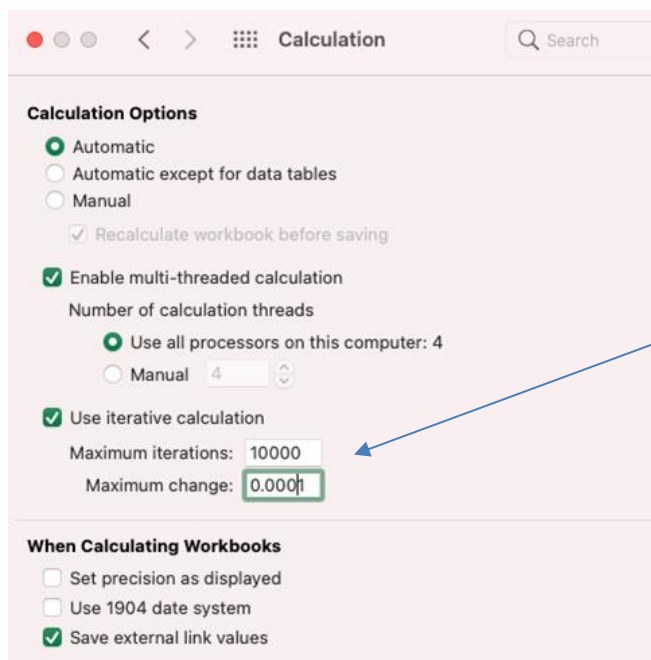 Calculation
Search
Calculation Options
Automatic
Automatic except for data tables
Manual
Recalculate workbook before saving
Enable multi-threaded calculation
Number of calculation threads
Use all processors on this computer: 4
Manual 4
Use iterative calculation
Maximum iterations: 10000
Maximum change: 0.0001
When Calculating Workbooks
Set precision as displayed
Use 1904 date system
Save external link values